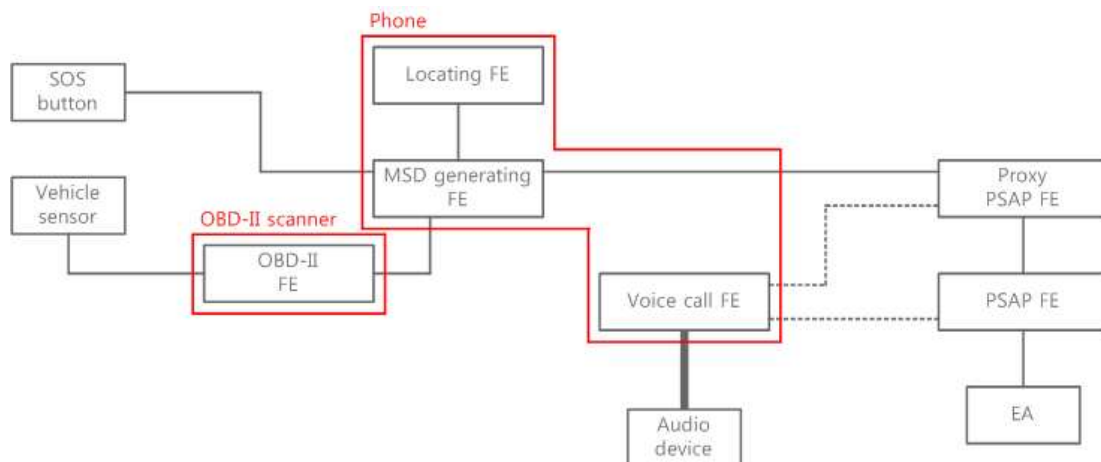 Phone
Locating FE
SOS
button
MSD generating
FE
Proxy
PSAP FE
Vehicle
sensor
OBD-II scanner
OBD-II
FE
Voice call FE
PSAP FE
EA
Audio
device